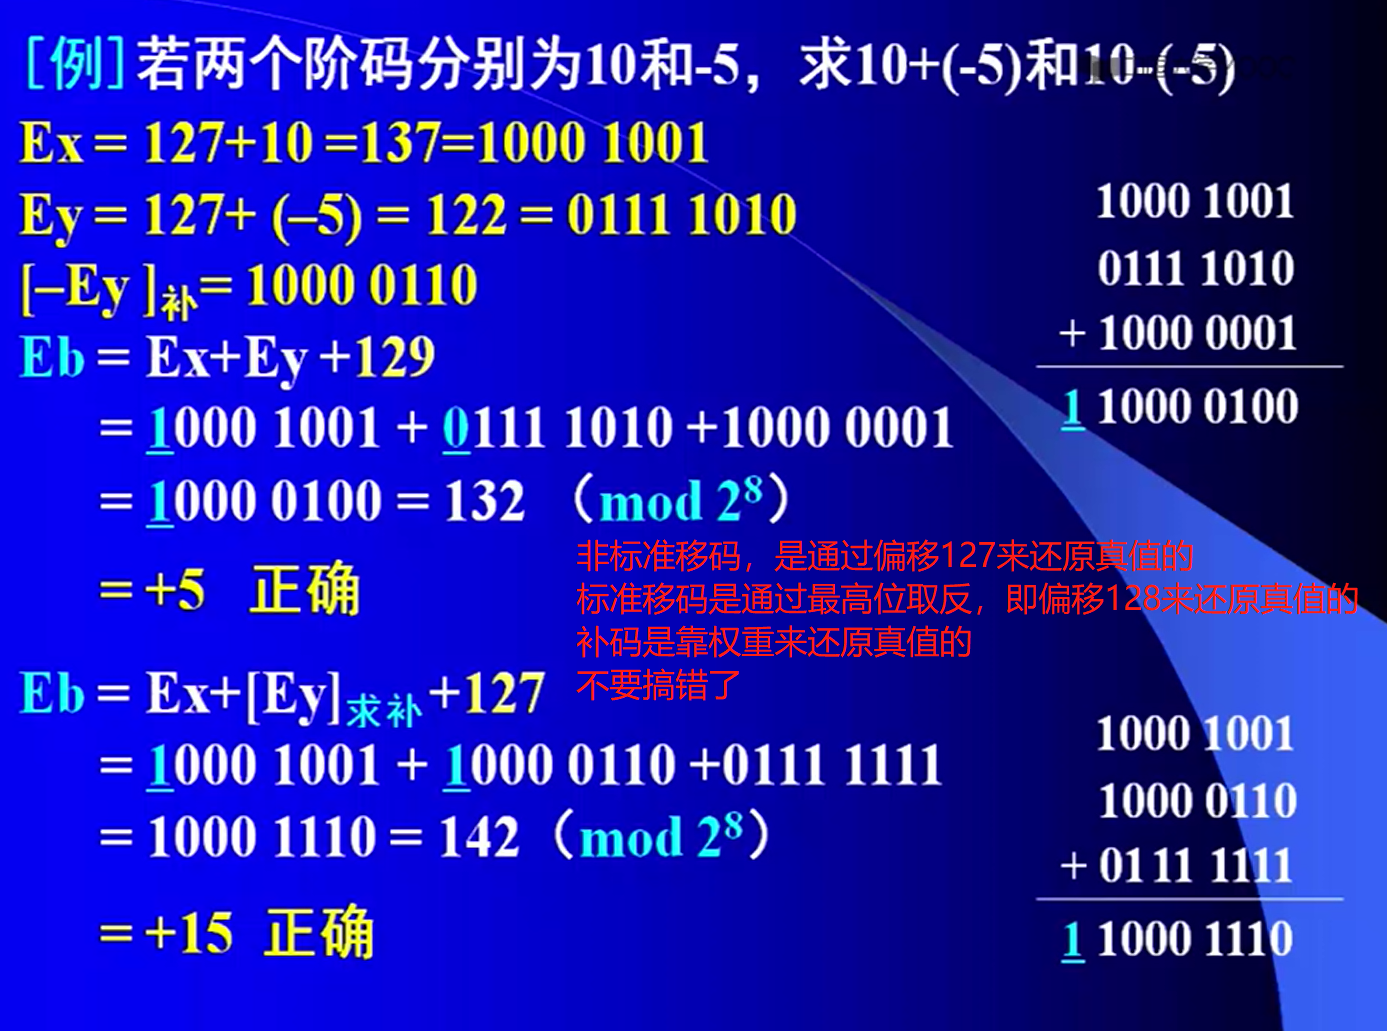 [例]若两个阶码分别为10和-5，求10+(-5)和10-(-5)
Ex = 127+10 =137=1000 1001
Ey = 127+ (–5) = 122 = 0111 1010
[–Ey ]补= 1000 0110
Eb = Ex+Ey +129
= 1000 1001 + 0111 1010 +1000 0001
= 1000 0100 = 132 （mod 2⁸）
= +5 正确
1000 1001
0111 1010
+ 1000 0001
1 1000 0100
非标准移码，是通过偏移127来还原真值的
标准移码是通过最高位取反，即偏移128来还原真值的
补码是靠权重来还原真值的
不要搞错了
Eb = Ex+[Ey]求补 +127
= 1000 1001 + 1000 0110 +0111 1111
= 1000 1110 = 142（mod 2⁸）
= +15 正确
1000 1001
1000 0110
+ 0111 1111
1 1000 1110